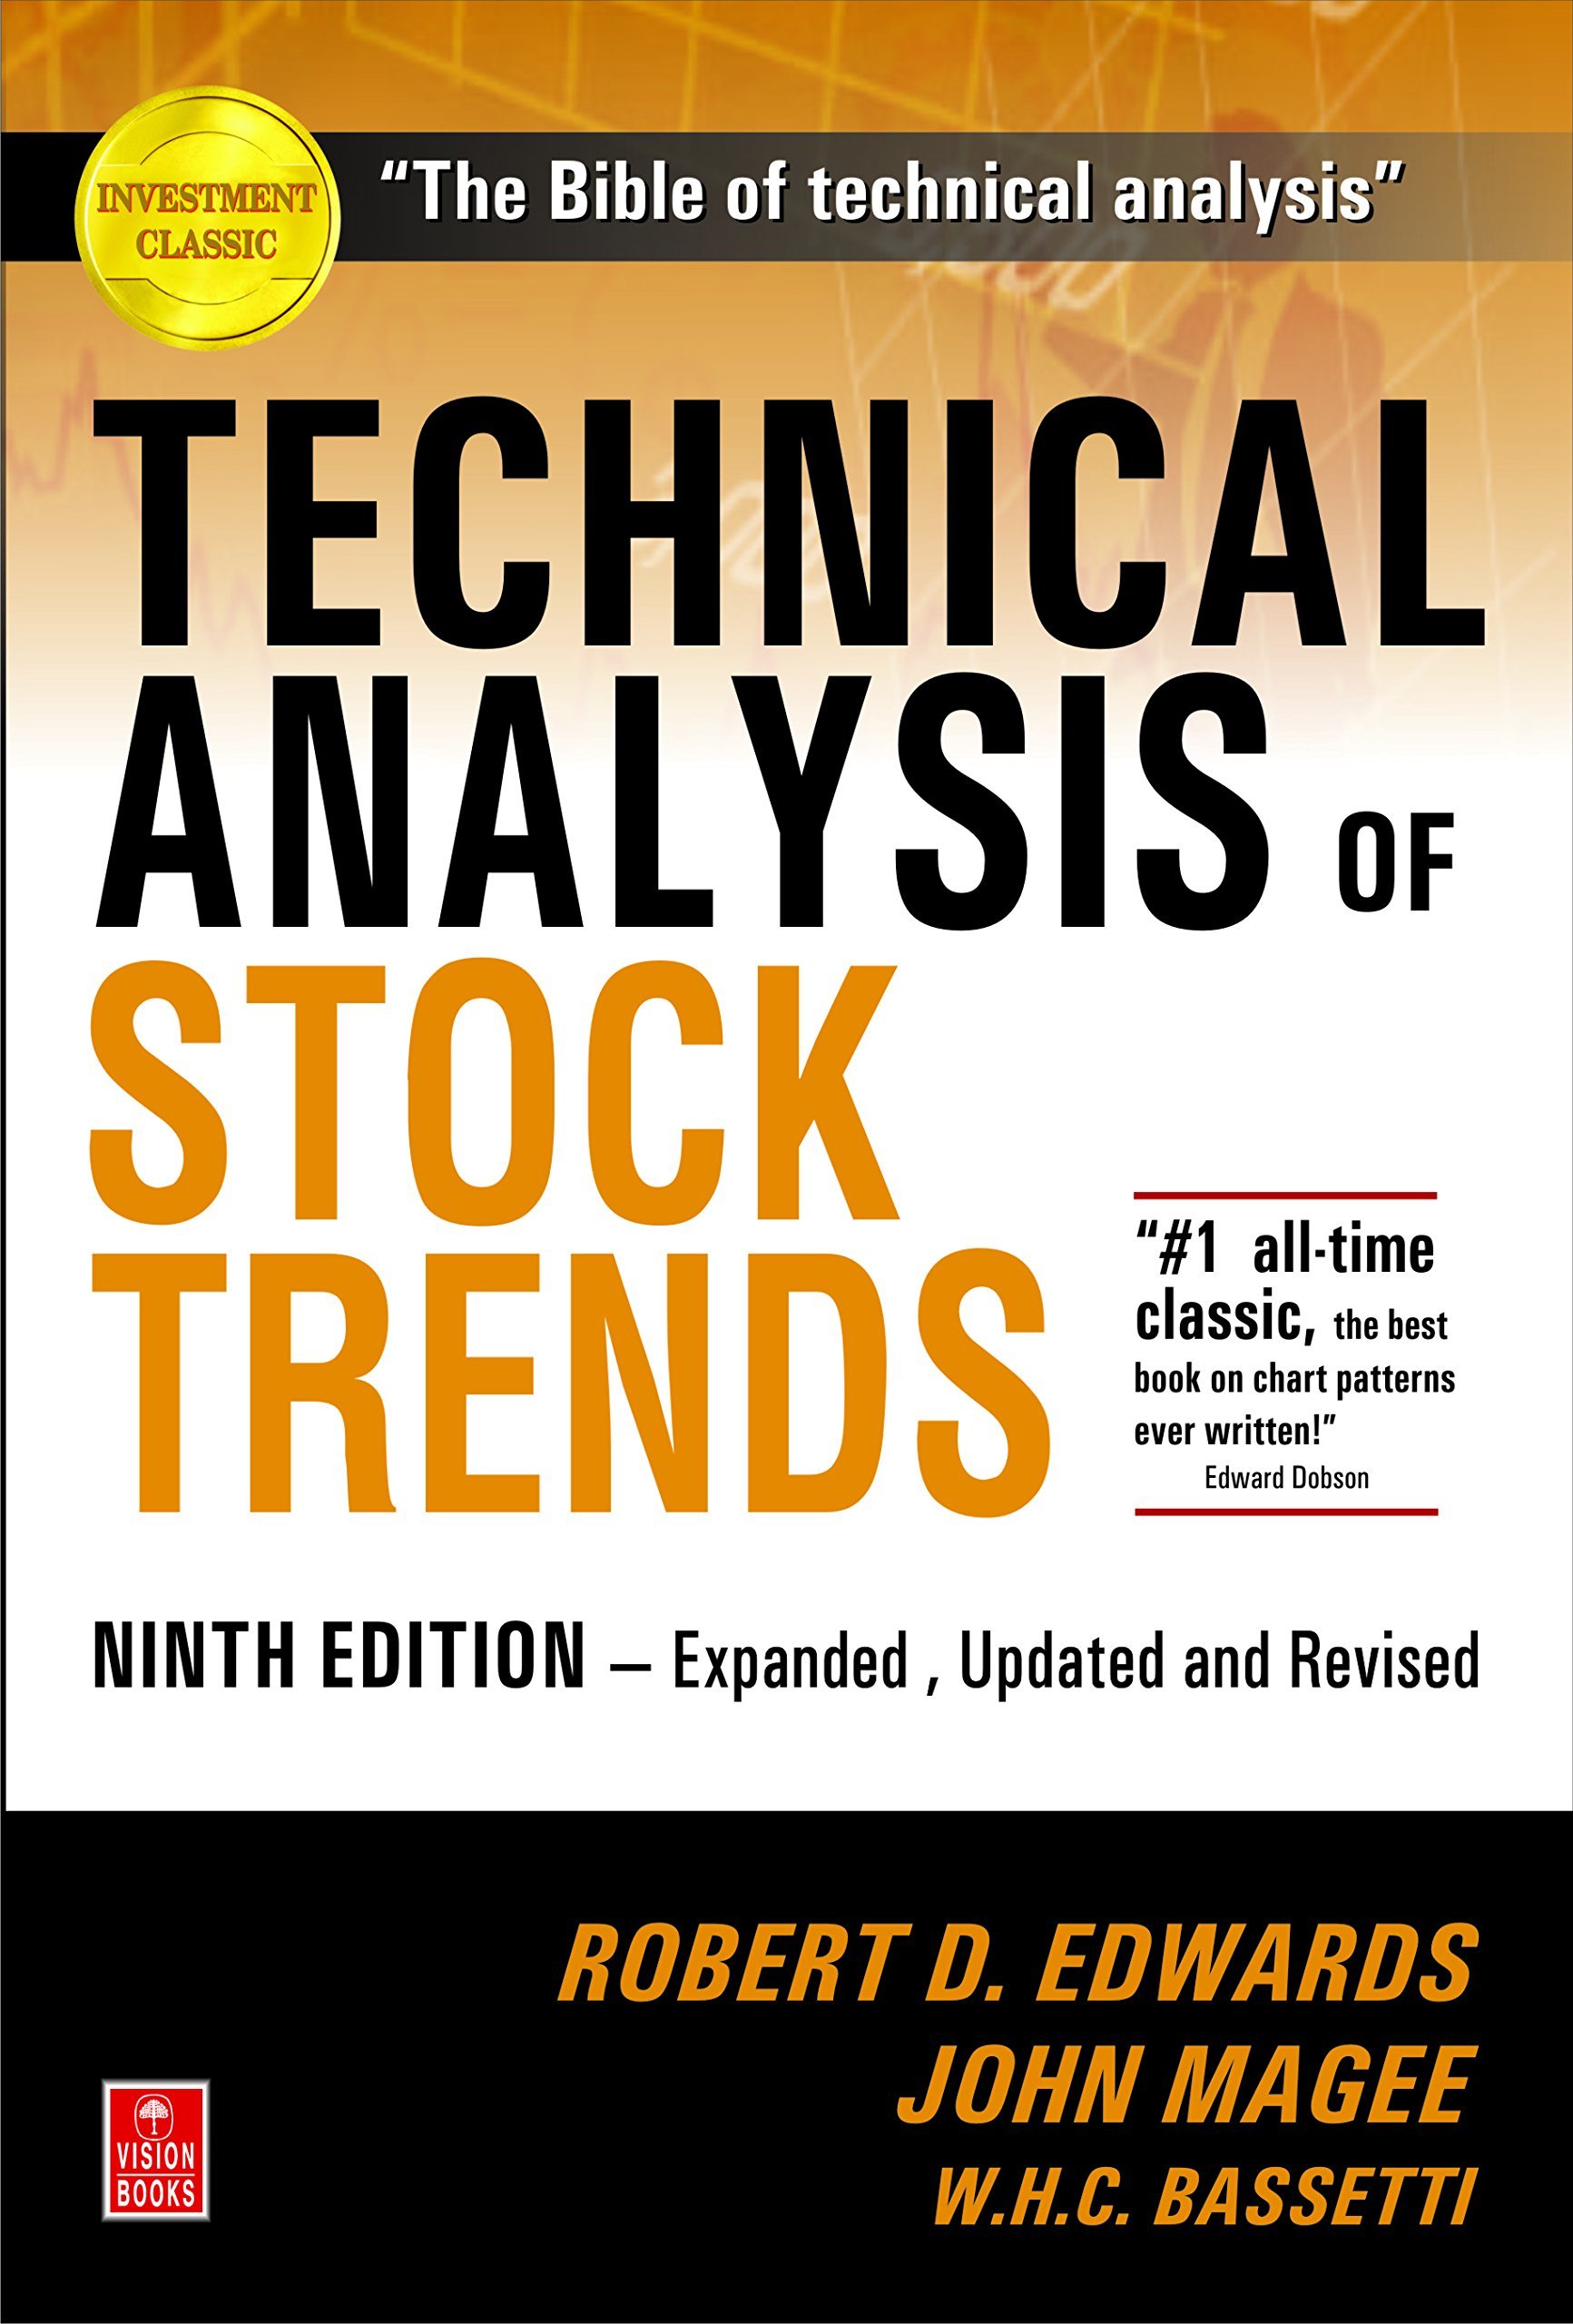 INVESTMENT
CLASSIC
“The Bible of technical analysis”
TECHNICAL
ANALYSIS OF
STOCK
TRENDS
“#1 all-time
classic, the best
book on chart patterns
ever written!”
Edward Dobson
NINTH EDITION – Expanded , Updated and Revised
ROBERT D. EDWARDS
JOHN MAGEE
W.H.C. BASSETTI
VISION
BOOKS